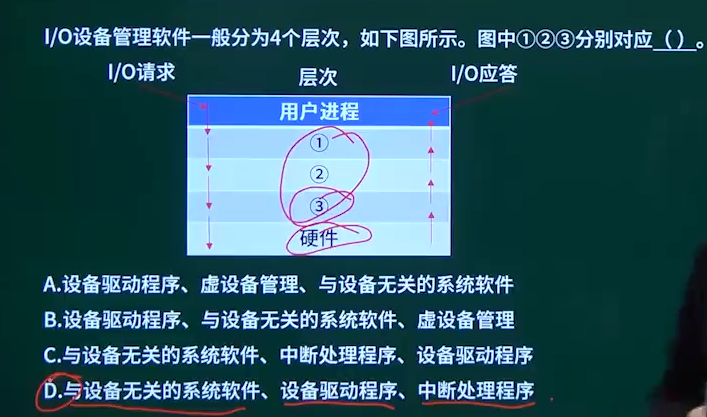 I/O设备管理软件一般分为4个层次，如下图所示。图中①②③分别对应（ ）。
I/O请求 层次 I/O应答
用户进程
①
②
③
硬件
A.设备驱动程序、虚设备管理、与设备无关的系统软件
B.设备驱动程序、与设备无关的系统软件、虚设备管理
C.与设备无关的系统软件、中断处理程序、设备驱动程序
D.与设备无关的系统软件、设备驱动程序、中断处理程序